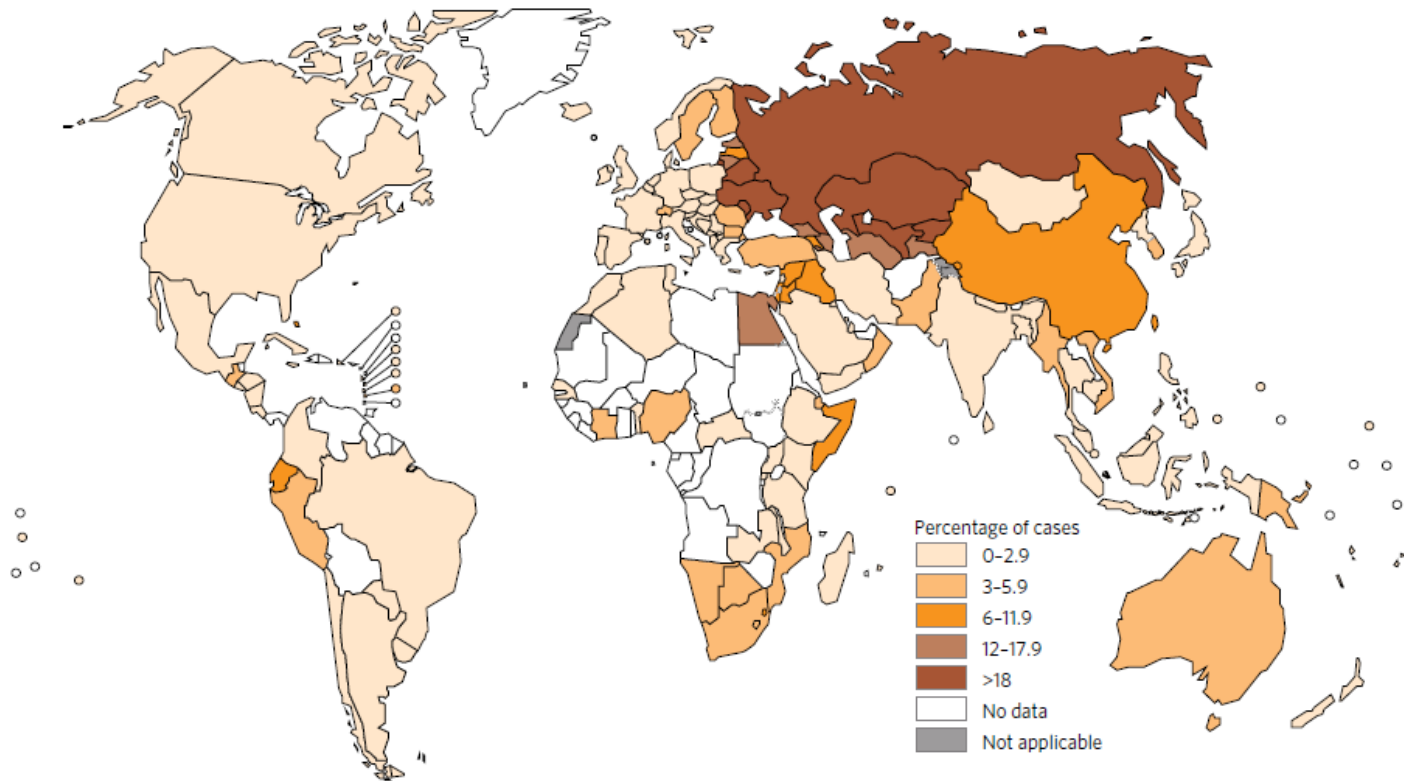 Percentage of cases
0–2.9
3–5.9
6–11.9
12–17.9
>18
No data
Not applicable